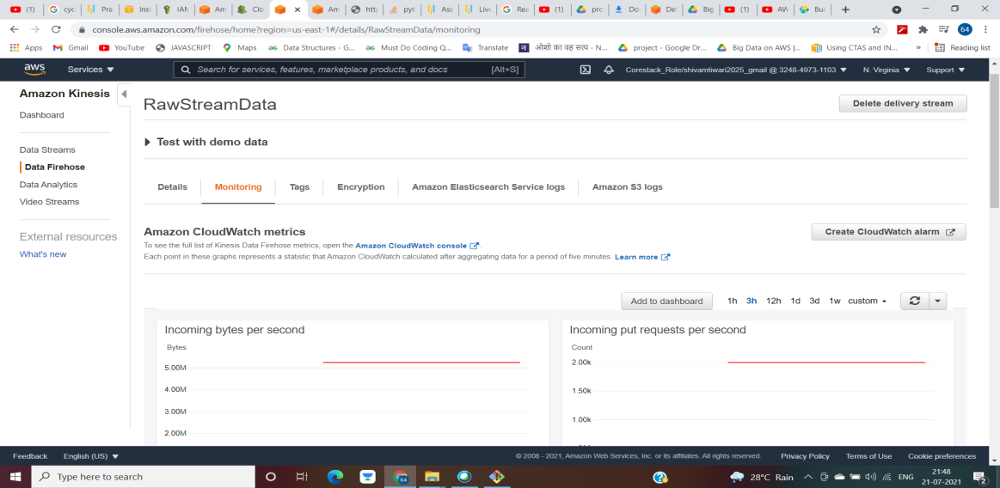 (1) cyc Pra Inst IAN Am Clo Am http pyt Ass Live Rea (1) pro Do Det Big (1) AW Bui
console.aws.amazon.com/firehose/home?region=us-east-1#/details/RawStreamData/monitoring 64
Apps Gmail YouTube JAVASCRIPT Maps Data Structures - G... Must Do Coding Q... Translate ओशो का वह सत्य - N... project - Google Dr... Big Data on AWS |... Using CTAS and IN... » Reading list
aws Services Search for services, features, marketplace products, and docs [Alt+S] Corestack_Role/shivamtiwari2025_gmail @ 3248-4973-1103 N. Virginia Support
Amazon Kinesis
Dashboard
Data Streams
Data Firehose
Data Analytics
Video Streams
External resources
What's new
RawStreamData Delete delivery stream
Test with demo data
Details Monitoring Tags Encryption Amazon Elasticsearch Service logs Amazon S3 logs
Amazon CloudWatch metrics Create CloudWatch alarm
To see the full list of Kinesis Data Firehose metrics, open the Amazon CloudWatch console
Each point in these graphs represents a statistic that Amazon CloudWatch calculated after aggregating data for a period of five minutes. Learn more
Add to dashboard 1h 3h 12h 1d 3d 1w custom
Incoming bytes per second
Bytes
5.00M
4.00M
3.00M
2.00M
Incoming put requests per second
Count
2.00k
1.50k
1.00k
Feedback English (US) © 2008 - 2021, Amazon Web Services, Inc. or its affiliates. All rights reserved. Privacy Policy Terms of Use Cookie preferences
Type here to search 64 28°C Rain ENG 21:48
21-07-2021 2